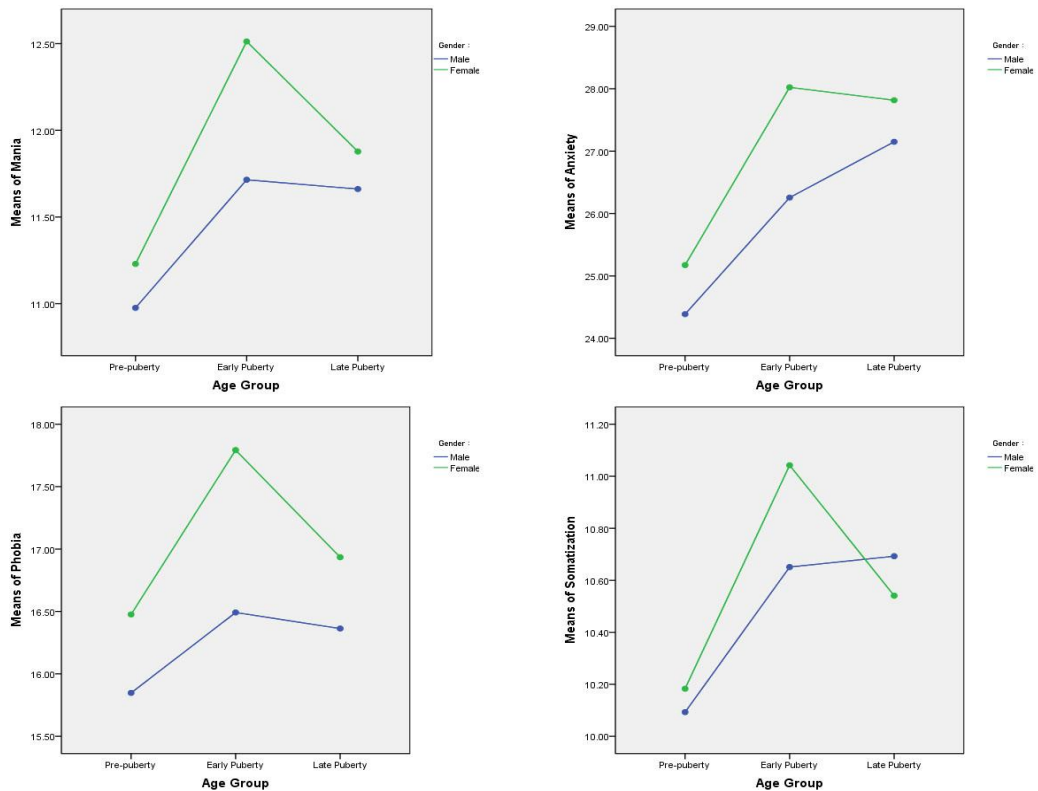 Means of Mania
12.50
12.00
11.50
11.00
Pre-puberty Early Puberty Late Puberty
Age Group
Gender :
Male
Female
Means of Anxiety
29.00
28.00
27.00
26.00
25.00
24.00
Pre-puberty Early Puberty Late Puberty
Age Group
Gender :
Male
Female
Means of Phobia
18.00
17.50
17.00
16.50
16.00
15.50
Pre-puberty Early Puberty Late Puberty
Age Group
Gender :
Male
Female
Means of Somatization
11.20
11.00
10.80
10.60
10.40
10.20
10.00
Pre-puberty Early Puberty Late Puberty
Age Group
Gender :
Male
Female